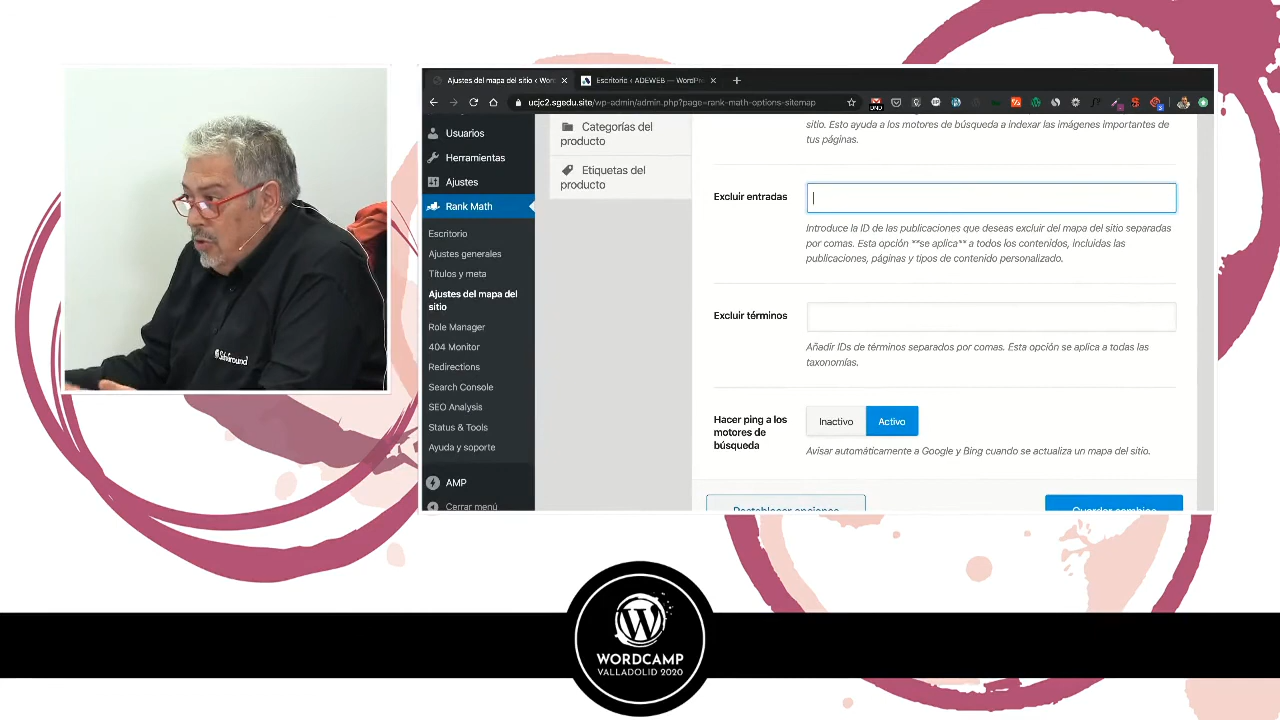 Ajustes del mapa del sitio ‹ Wor
Escritorio ‹ ADEWEB — WordPr
ucjc2.sgedu.site/wp-admin/admin.php?page=rank-math-options-sitemap
Usuarios
Herramientas
Ajustes
Rank Math
Escritorio
Ajustes generales
Títulos y meta
Ajustes del mapa del
sitio
Role Manager
404 Monitor
Redirections
Search Console
SEO Analysis
Status & Tools
Ayuda y soporte
AMP
Cerrar menú
Categorías del
producto
Etiquetas del
producto
sitio. Esto ayuda a los motores de búsqueda a indexar las imágenes importantes de
tus páginas.
Excluir entradas
Introduce la ID de las publicaciones que deseas excluir del mapa del sitio separadas
por comas. Esta opción **se aplica** a todos los contenidos, incluidas las
publicaciones, páginas y tipos de contenido personalizado.
Excluir términos
Añadir IDs de términos separados por comas. Esta opción se aplica a todas las
taxonomías.
Hacer ping a los
motores de
búsqueda
Inactivo
Activo
Avisar automáticamente a Google y Bing cuando se actualiza un mapa del sitio.
Restablecer opciones
Guardar cambios
SiteGround
WORDCAMP
VALLADOLID 2020